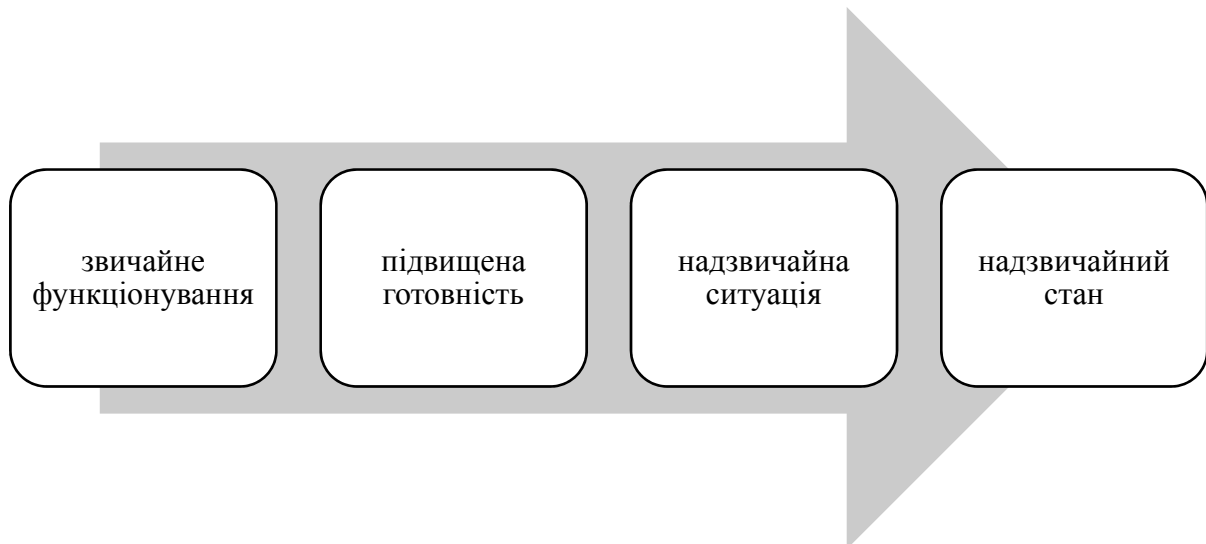 звичайне
функціонування
підвищена
готовність
надзвичайна
ситуація
надзвичайний
стан